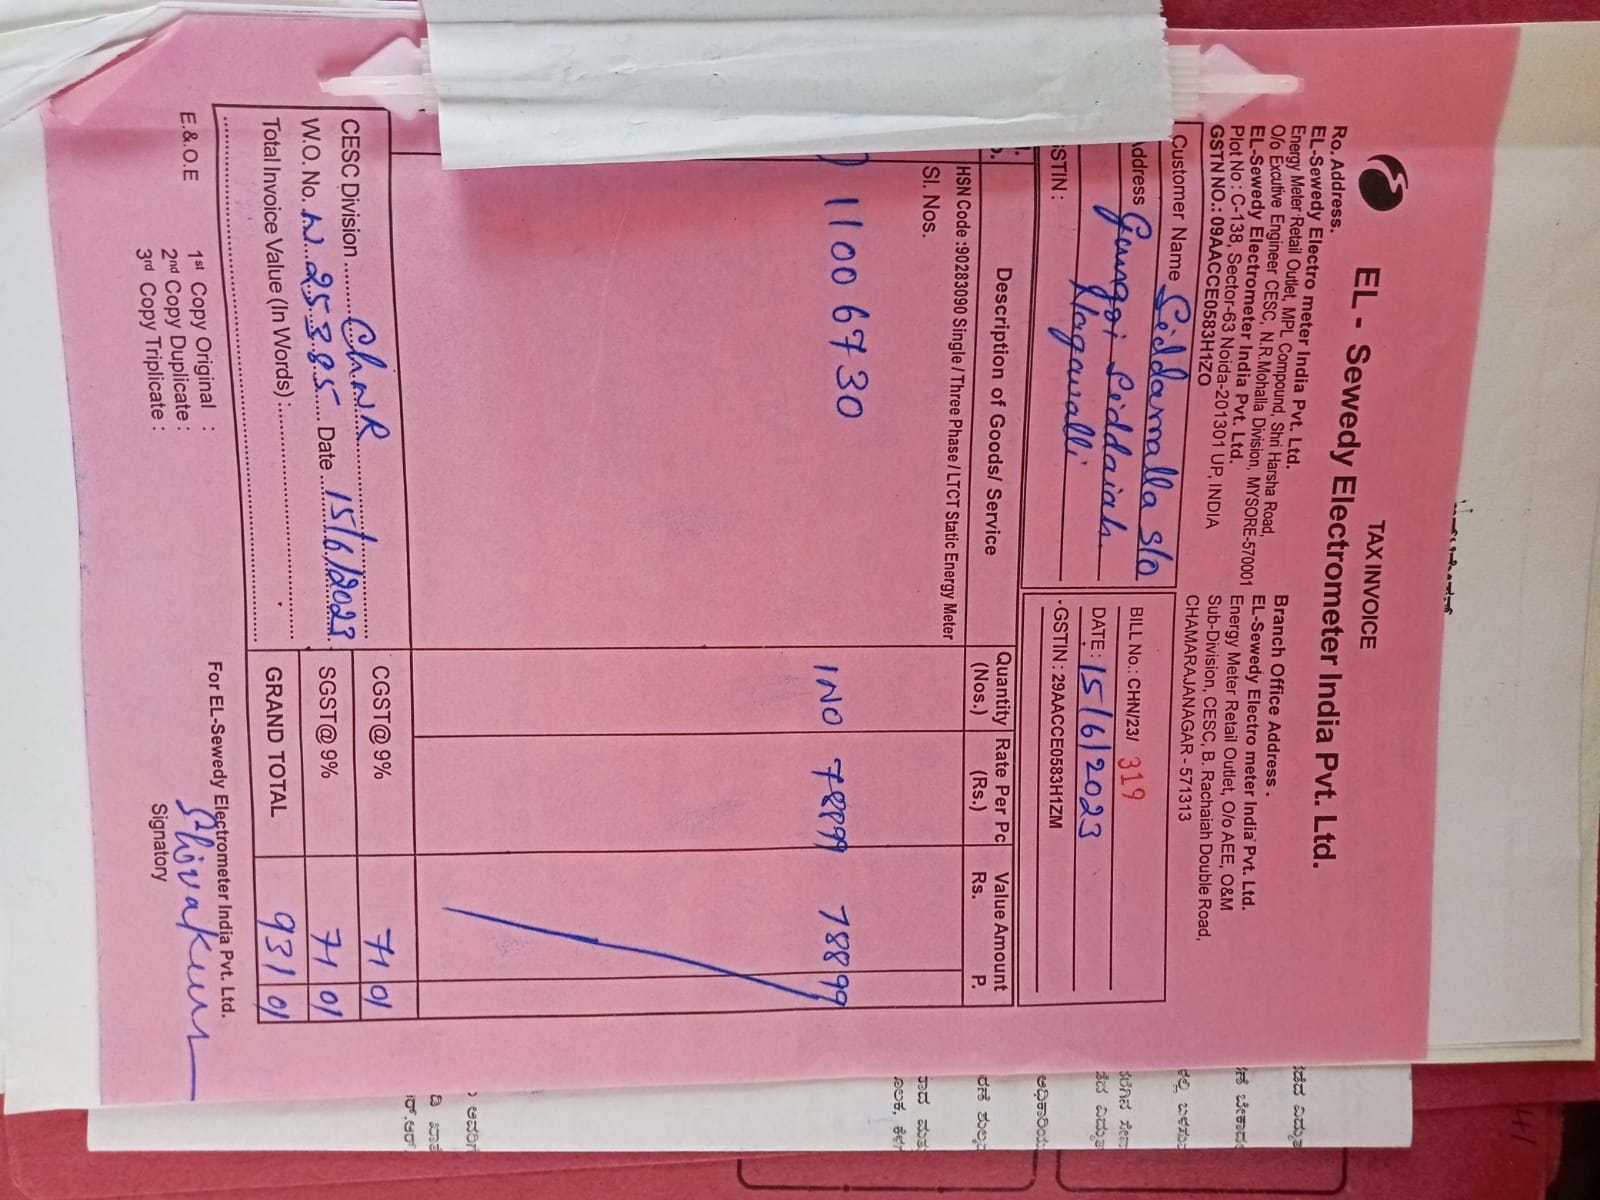 TAX INVOICE
EL - Sewedy Electrometer India Pvt. Ltd.
Ro. Address.
EL-Sewedy Electro meter India Pvt. Ltd.
Energy Meter Retail Outlet, MPL Compound, Shri Harsha Road,
O/o Excutive Engineer CESC, N.R.Mohalla Division, MYSORE-570001
EL-Sewedy Electrometer India Pvt. Ltd.
Plot No : C-138, Sector-63 Noida-201301 UP, INDIA
GSTN NO.: 09AACCE0583H1ZO
Branch Office Address .
EL-Sewedy Electro meter India Pvt. Ltd.
Energy Meter Retail Outlet, O/o AEE, O&M
Sub-Division, CESC, B. Rachaiah Double Road,
CHAMARAJANAGAR - 571313
Customer Name Siddamalla S/o
ddress Gungoi Siddaiah.
Nagavalli
STIN :
BILL No.: CHN/23/ 319
DATE : 15/6/2023
GSTIN : 29AACCE0583H1ZM
Description of Goods/ Service
Quantity (Nos.)
Rate Per Pc (Rs.)
Value Amount
Rs. P.
HSN Code :90283090 Single / Three Phase / LTCT Static Energy Meter
Sl. Nos.
) 11006730 1NO 78899 78899
CESC Division ChNR
W.O. No. N 25385 Date 15/6/2023
Total Invoice Value (In Words) :
CGST@ 9% 71 01
SGST@ 9% 71 01
GRAND TOTAL 931 01
E.&.O.E
1st Copy Original :
2nd Copy Duplicate :
3rd Copy Triplicate :
For EL-Sewedy Electrometer India Pvt. Ltd.
Shivakum
Signatory